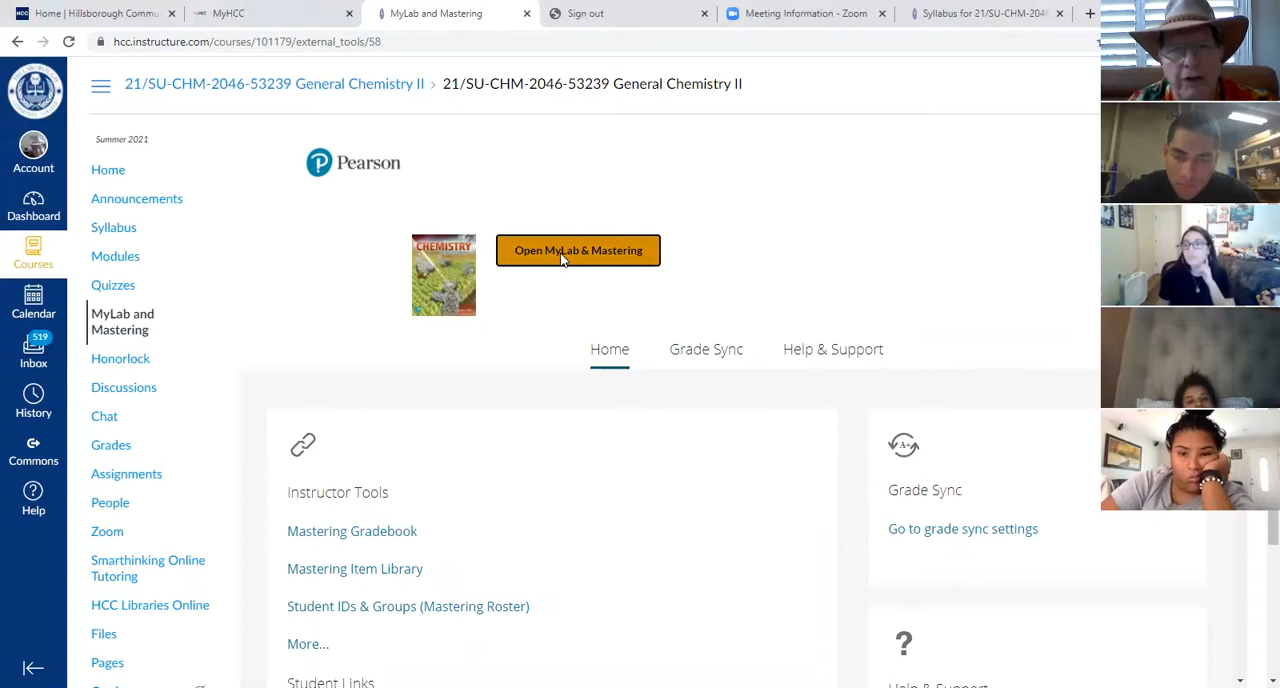 Home | Hillsborough Commu
MyHCC
MyLab and Mastering
Sign out
Meeting Information - Zoom
Syllabus for 21/SU-CHM-2046
hcc.instructure.com/courses/101179/external_tools/58
21/SU-CHM-2046-53239 General Chemistry II › 21/SU-CHM-2046-53239 General Chemistry II
Summer 2021
Pearson
Account
Dashboard
Courses
Calendar
519
Inbox
History
Commons
Help
Home
Announcements
Syllabus
Modules
Quizzes
MyLab and
Mastering
Honorlock
Discussions
Chat
Grades
Assignments
People
Zoom
Smarthinking Online
Tutoring
HCC Libraries Online
Files
Pages
CHEMISTRY
Open MyLab & Mastering
Home
Grade Sync
Help & Support
Instructor Tools
Mastering Gradebook
Mastering Item Library
Student IDs & Groups (Mastering Roster)
More...
Student Links
A+
Grade Sync
Go to grade sync settings
Help & Support